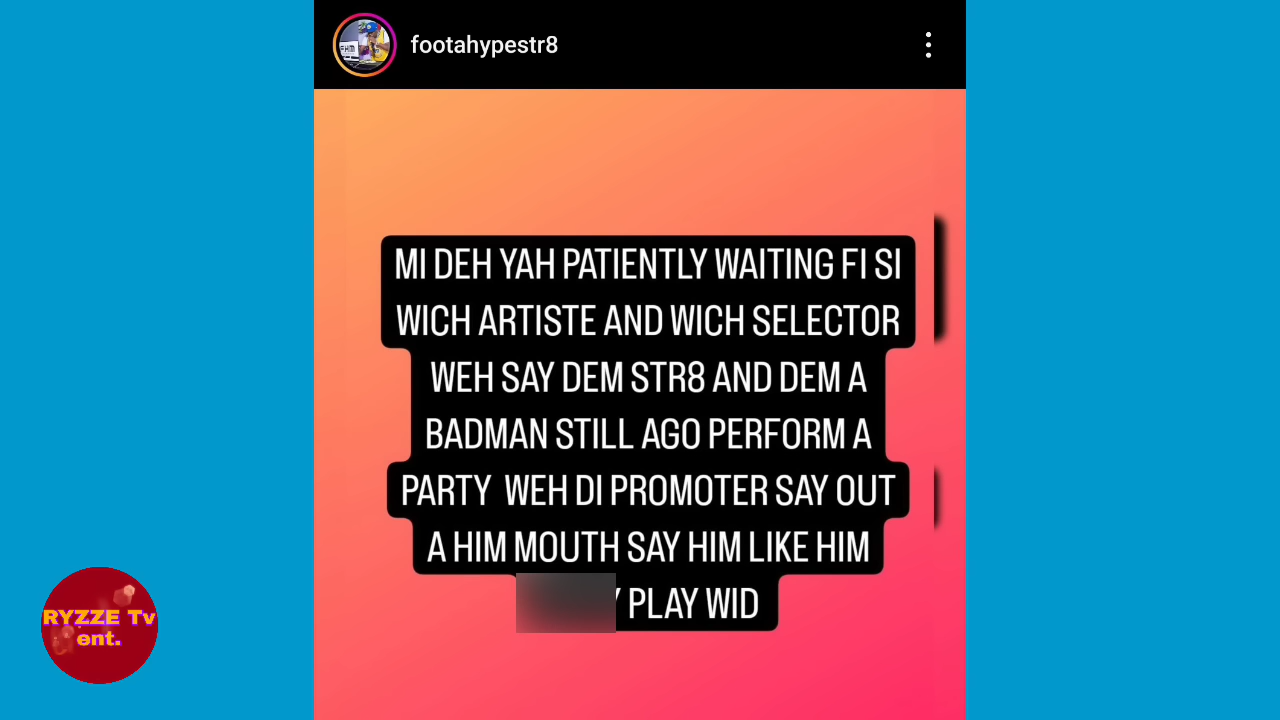 footahypestr8
MI DEH YAH PATIENTLY WAITING FI SI
WICH ARTISTE AND WICH SELECTOR
WEH SAY DEM STR8 AND DEM A
BADMAN STILL AGO PERFORM A
PARTY WEH DI PROMOTER SAY OUT
A HIM MOUTH SAY HIM LIKE HIM
PLAY WID
RYZZE Tv
ent.